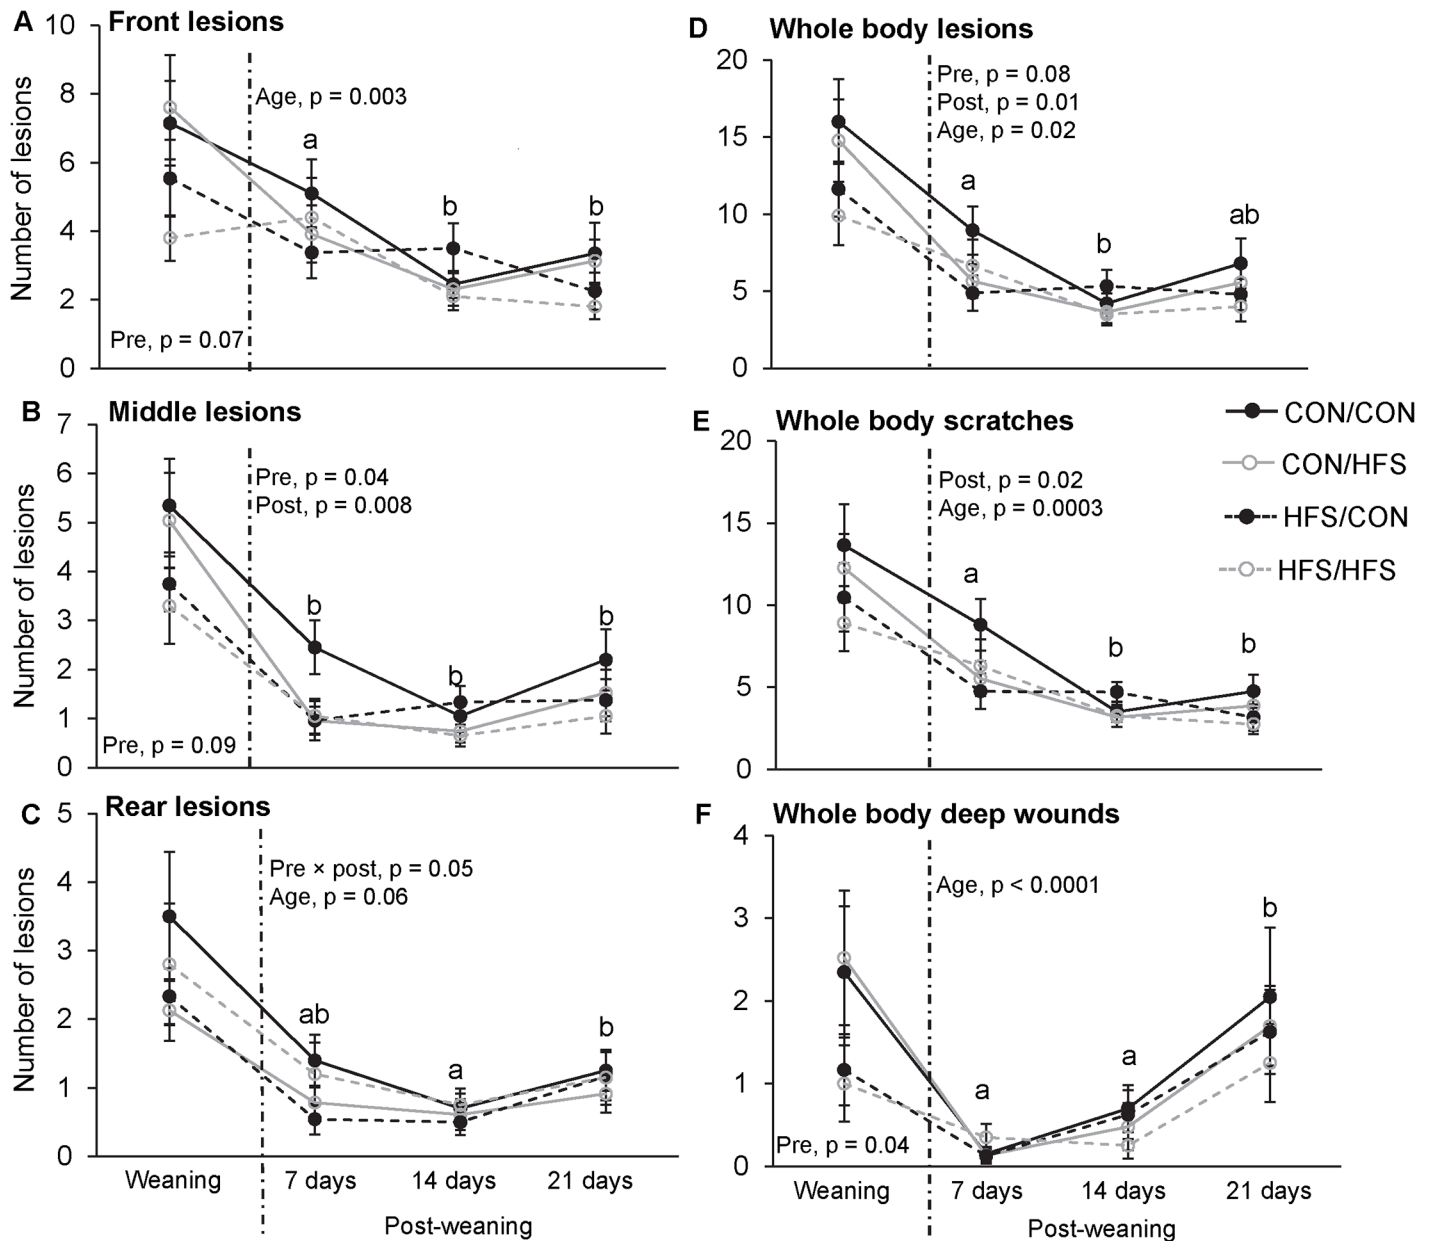 A
Front lesions
10
8
6
4
2
0
Number of lesions
Age, p = 0.003
a
b
b
Pre, p = 0.07
B
Middle lesions
7
6
5
4
3
2
1
0
Number of lesions
Pre, p = 0.04
Post, p = 0.008
b
b
b
Pre, p = 0.09
C
Rear lesions
5
4
3
2
1
0
Number of lesions
Pre × post, p = 0.05
Age, p = 0.06
ab
a
b
Weaning
7 days
14 days
21 days
Post-weaning
D
Whole body lesions
20
15
10
5
0
Pre, p = 0.08
Post, p = 0.01
Age, p = 0.02
a
b
ab
E
Whole body scratches
20
15
10
5
0
Post, p = 0.02
Age, p = 0.0003
a
b
b
CON/CON
CON/HFS
HFS/CON
HFS/HFS
F
Whole body deep wounds
4
3
2
1
0
Age, p < 0.0001
a
a
b
Pre, p = 0.04
Weaning
7 days
14 days
21 days
Post-weaning